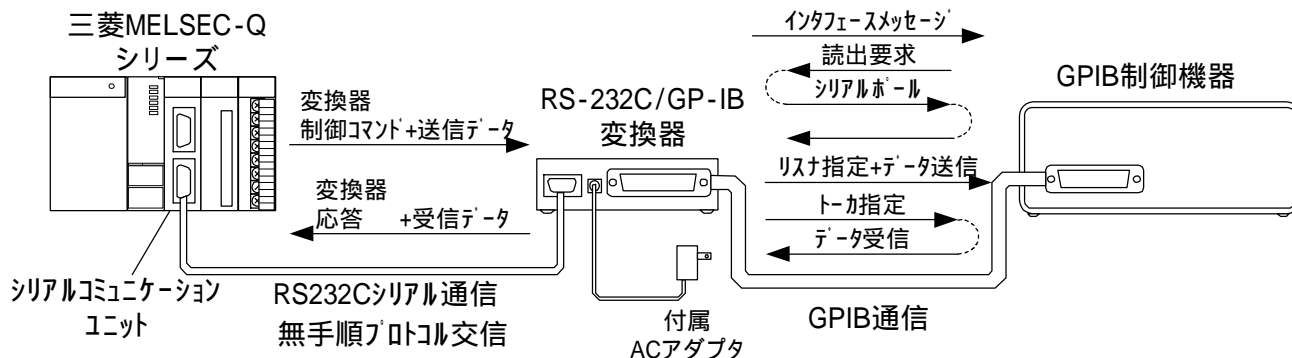 三菱MELSEC-Q
シリーズ
変換器
制御ｺﾏﾝﾄﾞ+送信ﾃﾞｰﾀ
変換器
応答 +受信ﾃﾞｰﾀ
ｼﾘｱﾙｺﾐｭﾆｹｰｼｮﾝ
ﾕﾆｯﾄ
RS232Cｼﾘｱﾙ通信
無手順ﾌﾟﾛﾄｺﾙ交信
RS-232C/GP-IB
変換器
付属
ACアダプタ
ｲﾝﾀﾌｪｰｽﾒｯｾｰｼﾞ
読出要求
ｼﾘｱﾙﾎﾟｰﾙ
ﾘｽﾅ指定+ﾃﾞｰﾀ送信
ﾄｰｶ指定
ﾃﾞｰﾀ受信
GPIB通信
GPIB制御機器